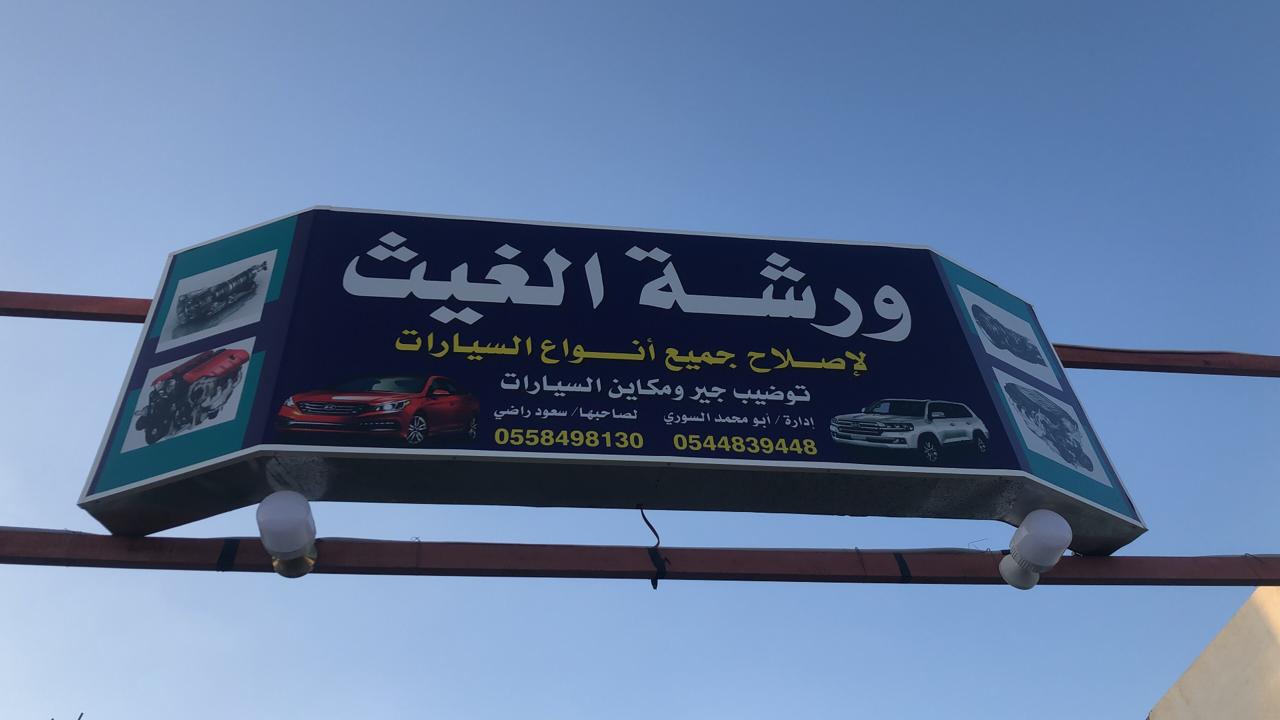 ورشة الغيث
لإصلاح جميع أنواع السيارات
توضيب جير ومكاين السيارات
إدارة / أبو محمد السوري لصاحبها / سعود راضي
0544839448 0558498130